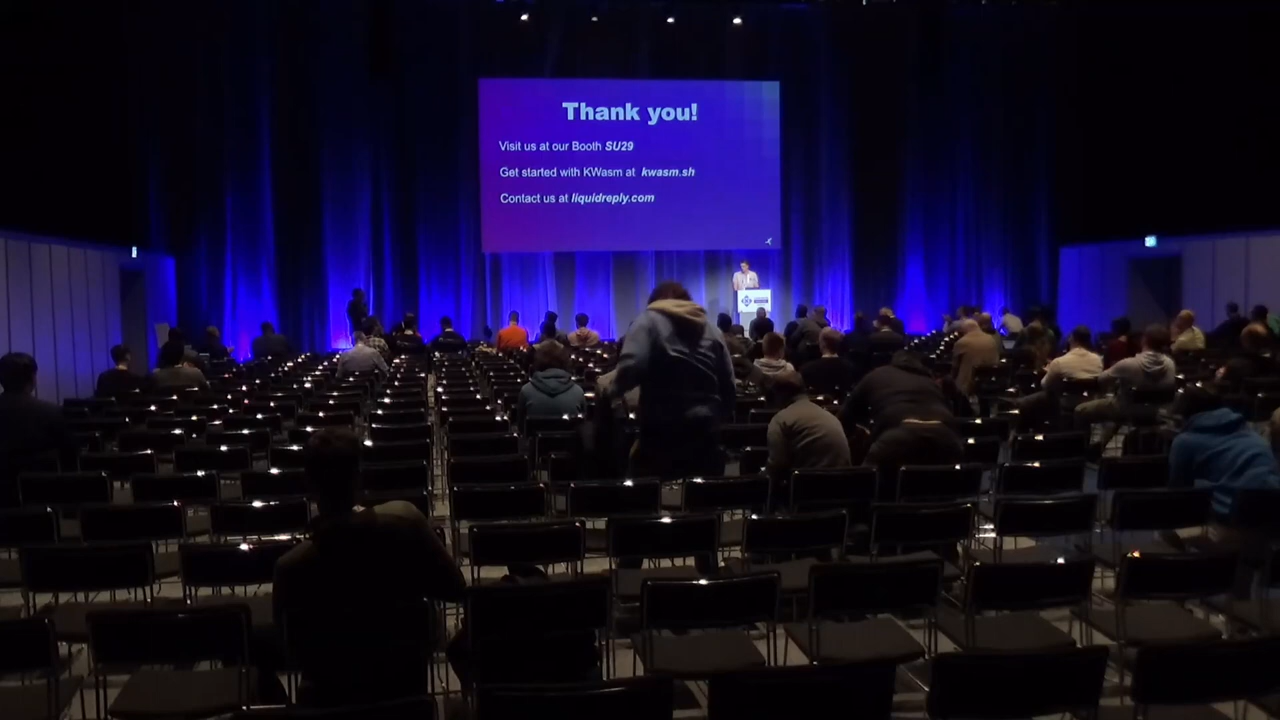 Thank you!
Visit us at our Booth SU29
Get started with KWasm at kwasm.sh
Contact us at liquidreply.com